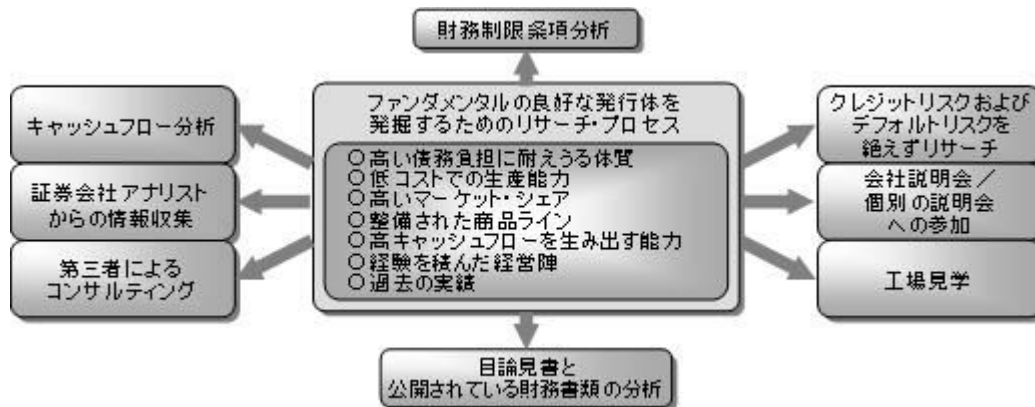 財務制限条項分析
キャッシュフロー分析
証券会社アナリスト
からの情報収集
第三者による
コンサルティング
ファンダメンタルの良好な発行体を
発掘するためのリサーチ・プロセス
○高い債務負担に耐えうる体質
○低コストでの生産能力
○高いマーケット・シェア
○整備された商品ライン
○高キャッシュフローを生み出す能力
○経験を積んだ経営陣
○過去の実績
クレジットリスクおよび
デフォルトリスクを
絶えずリサーチ
会社説明会／
個別の説明会
への参加
工場見学
目論見書と
公開されている財務書類の分析